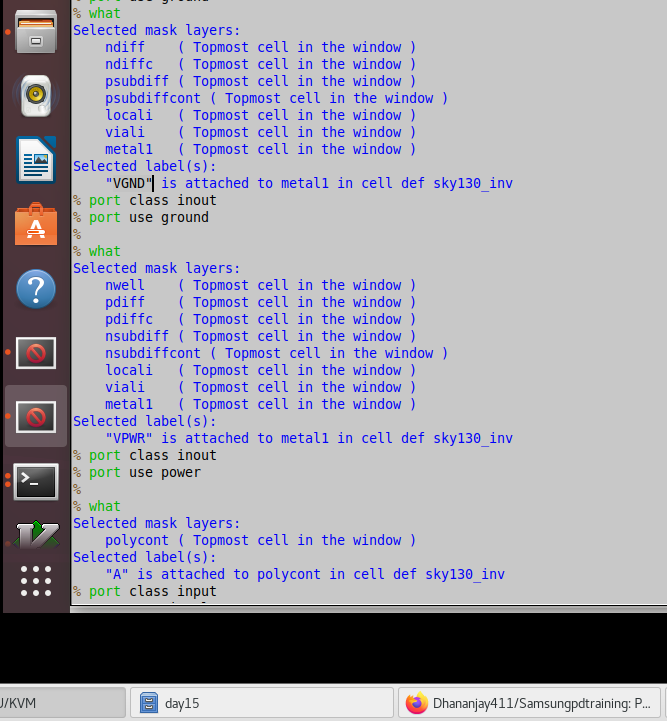 % what
Selected mask layers:
ndiff ( Topmost cell in the window )
ndiffc ( Topmost cell in the window )
psubdiff ( Topmost cell in the window )
psubdiffcont ( Topmost cell in the window )
locali ( Topmost cell in the window )
viali ( Topmost cell in the window )
metal1 ( Topmost cell in the window )
Selected label(s):
"VGND" is attached to metal1 in cell def sky130_inv
% port class inout
% port use ground
%
% what
Selected mask layers:
nwell ( Topmost cell in the window )
pdiff ( Topmost cell in the window )
pdiffc ( Topmost cell in the window )
nsubdiff ( Topmost cell in the window )
nsubdiffcont ( Topmost cell in the window )
locali ( Topmost cell in the window )
viali ( Topmost cell in the window )
metal1 ( Topmost cell in the window )
Selected label(s):
"VPWR" is attached to metal1 in cell def sky130_inv
% port class inout
% port use power
%
% what
Selected mask layers:
polycont ( Topmost cell in the window )
Selected label(s):
"A" is attached to polycont in cell def sky130_inv
% port class input
/KVM
day15
Dhananjay411/Samsungpdtraining: P...